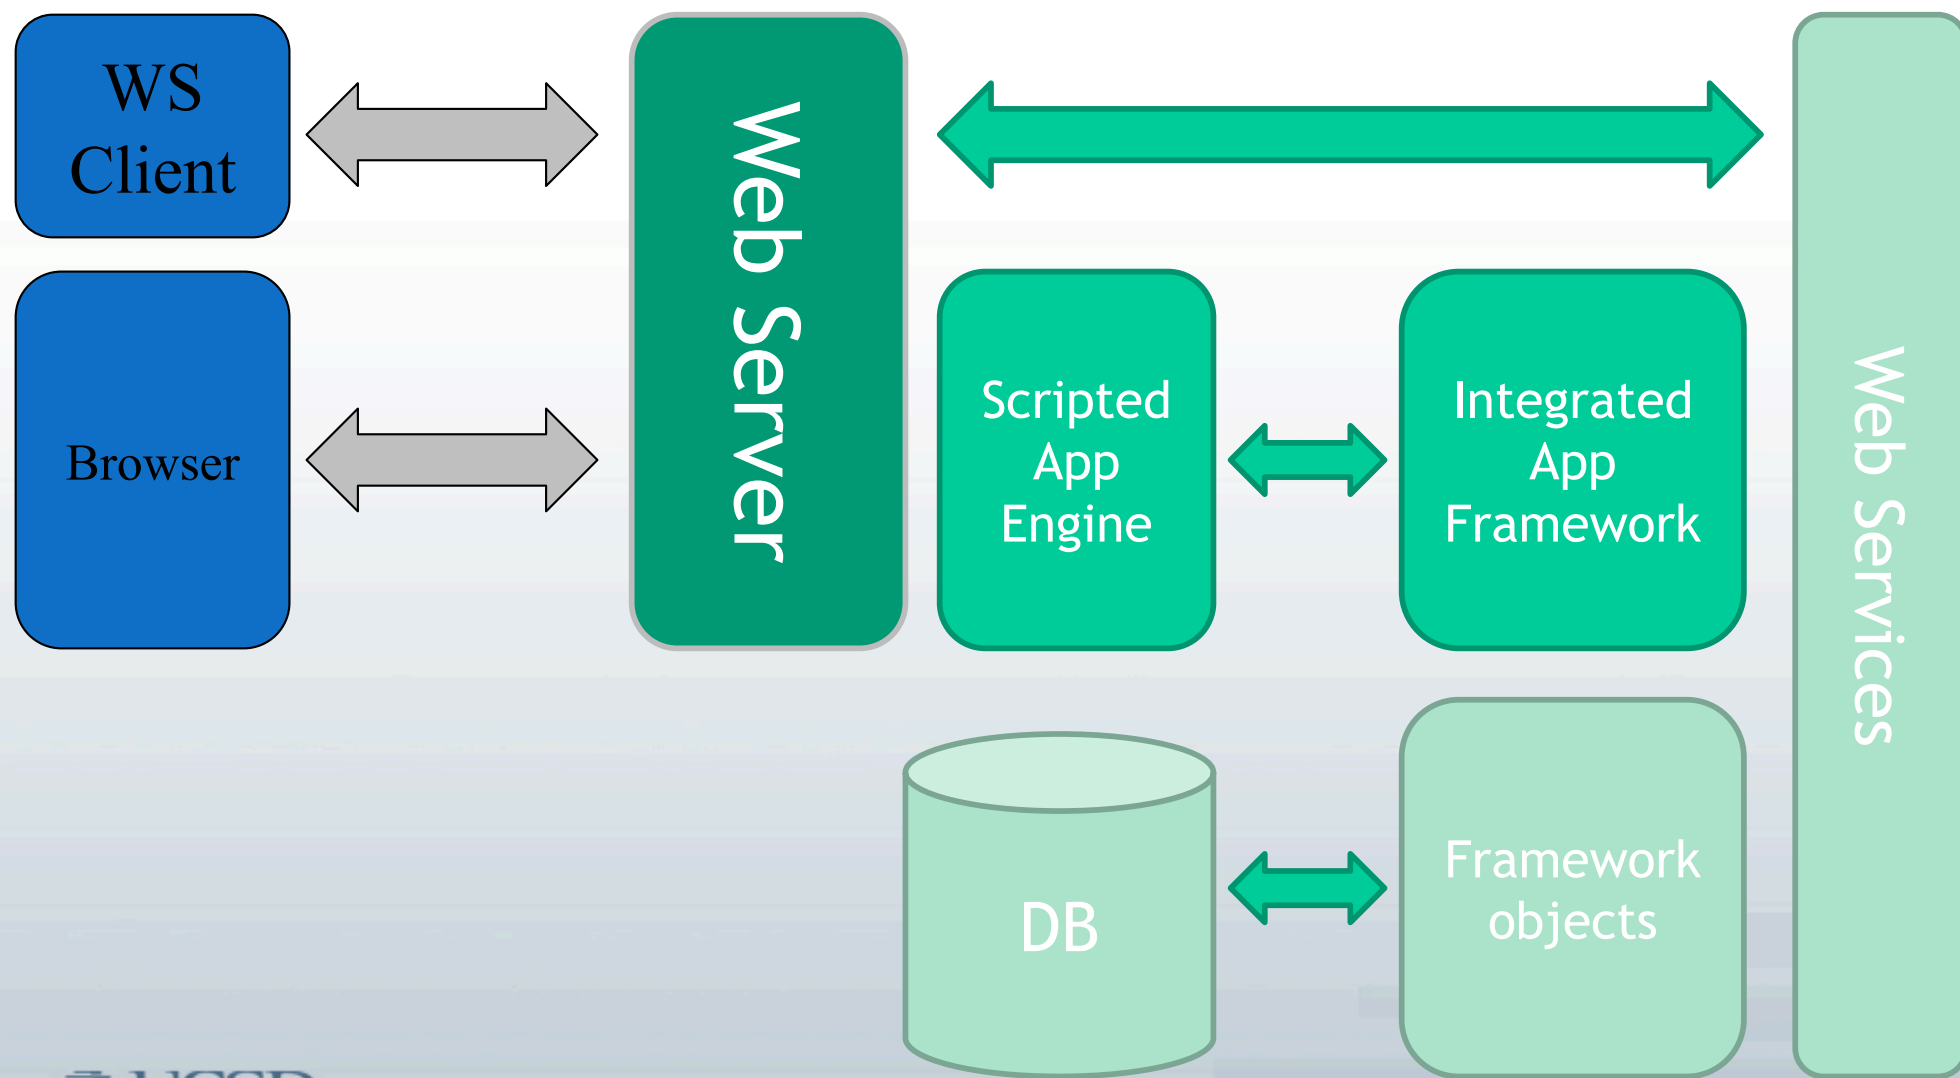 WS
Client
Web Server
Browser
Scripted
App
Engine
Integrated
App
Framework
Web Services
DB
Framework
objects